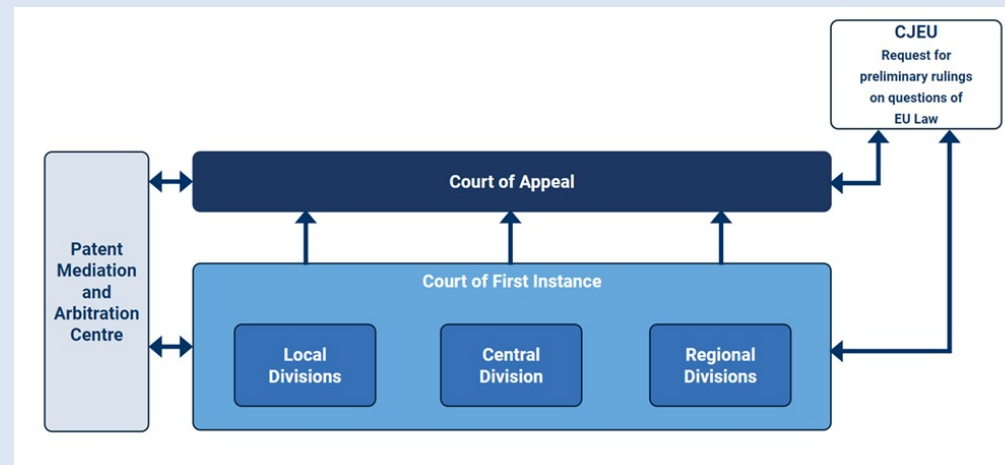 CJEU
Request for
preliminary rulings
on questions of
EU Law
Court of Appeal
Patent
Mediation
and
Arbitration
Centre
Court of First Instance
Local
Divisions
Central
Division
Regional
Divisions